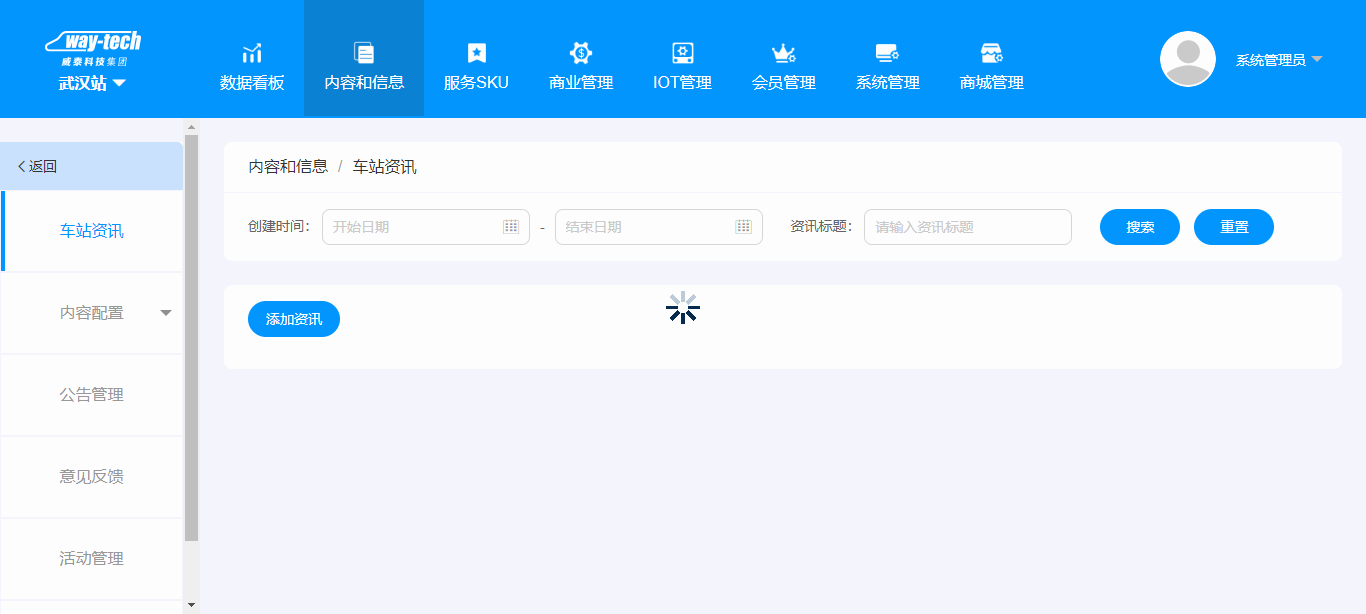 way-tech
威泰科技集团
武汉站
数据看板
内容和信息
服务SKU
商业管理
IOT管理
会员管理
系统管理
商城管理
系统管理员
返回
车站资讯
内容配置
公告管理
意见反馈
活动管理
内容和信息 / 车站资讯
创建时间： 开始日期 - 结束日期 资讯标题： 请输入资讯标题 搜索 重置
添加资讯